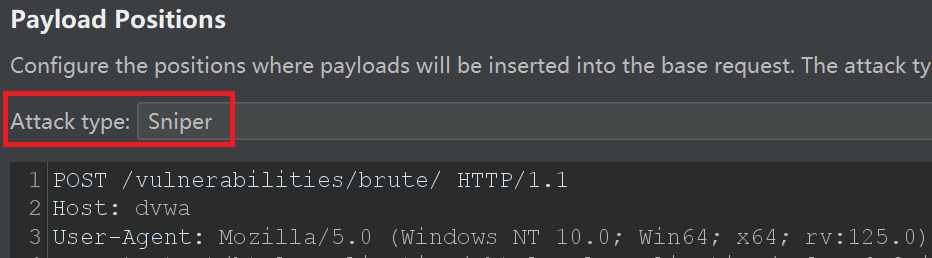 Payload Positions
Configure the positions where payloads will be inserted into the base request. The attack ty
Attack type: Sniper
1 POST /vulnerabilities/brute/ HTTP/1.1
2 Host: dvwa
3 User-Agent: Mozilla/5.0 (Windows NT 10.0; Win64; x64; rv:125.0)